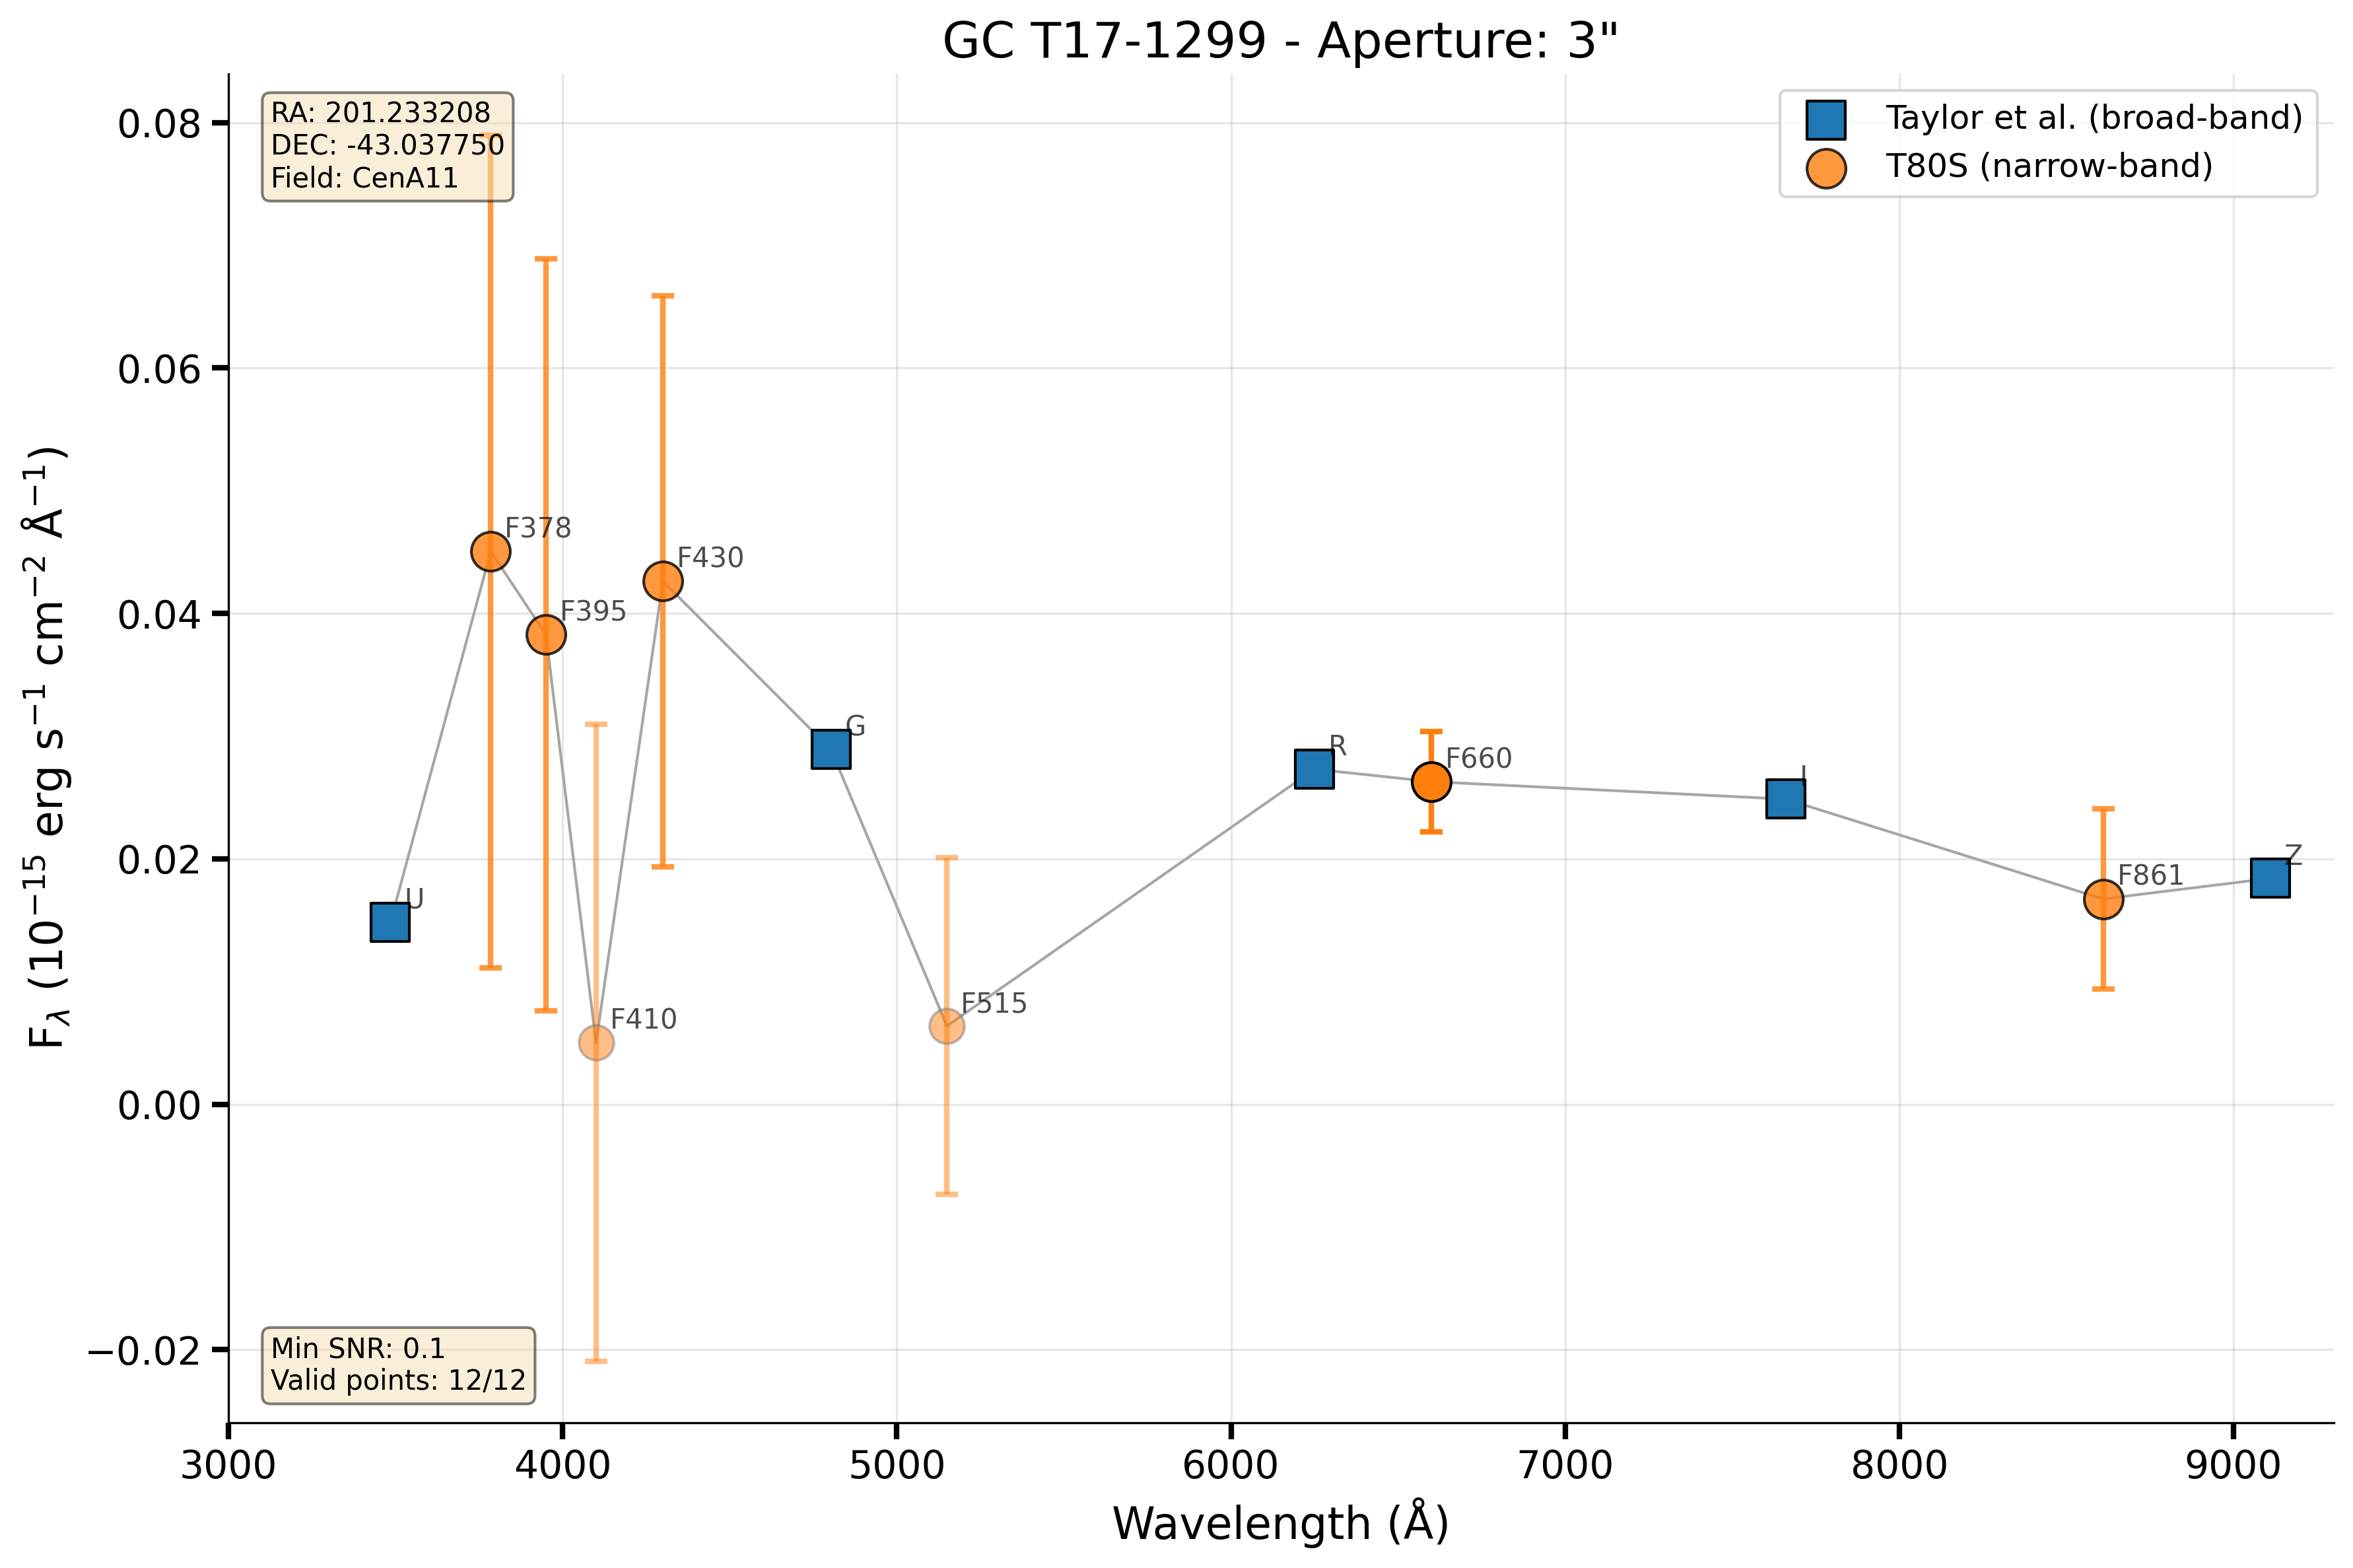 GC T17-1299 - Aperture: 3"
RA: 201.233208
DEC: -43.037750
Field: CenA11
Taylor et al. (broad-band)
T80S (narrow-band)
0.08
0.06
0.04
0.02
0.00
−0.02
F$_{\lambda}$ (10$^{-15}$ erg s$^{-1}$ cm$^{-2}$ Å$^{-1}$)
U
F378
F395
F410
F430
G
F515
R
F660
I
F861
Z
Min SNR: 0.1
Valid points: 12/12
3000 4000 5000 6000 7000 8000 9000
Wavelength (Å)